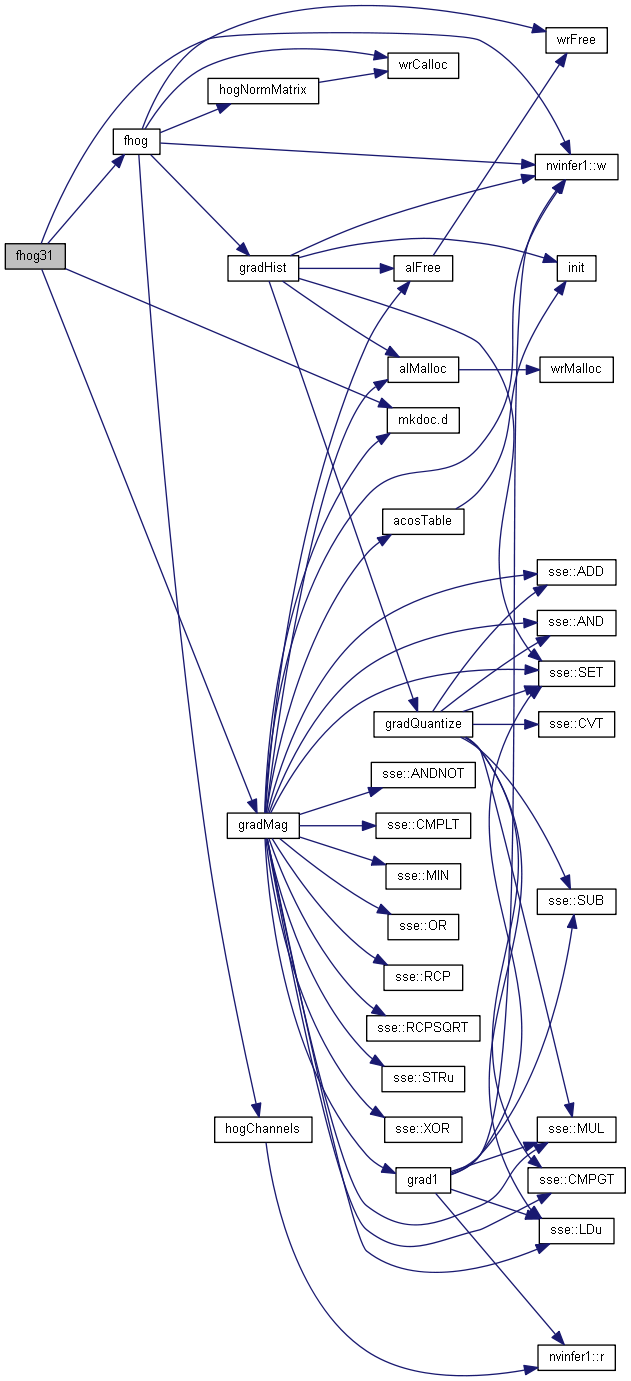 wrFree
wrCalloc
hogNormMatrix
fhog
nvinfer1::w
fhog31
gradHist
alFree
init
alMalloc
wrMalloc
mkdoc.d
acosTable
sse::ADD
sse::AND
sse::SET
gradQuantize
sse::CVT
sse::ANDNOT
gradMag
sse::CMPLT
sse::MIN
sse::SUB
sse::OR
sse::RCP
sse::RCPSQRT
sse::STRu
hogChannels
sse::XOR
sse::MUL
grad1
sse::CMPGT
sse::LDu
nvinfer1::r